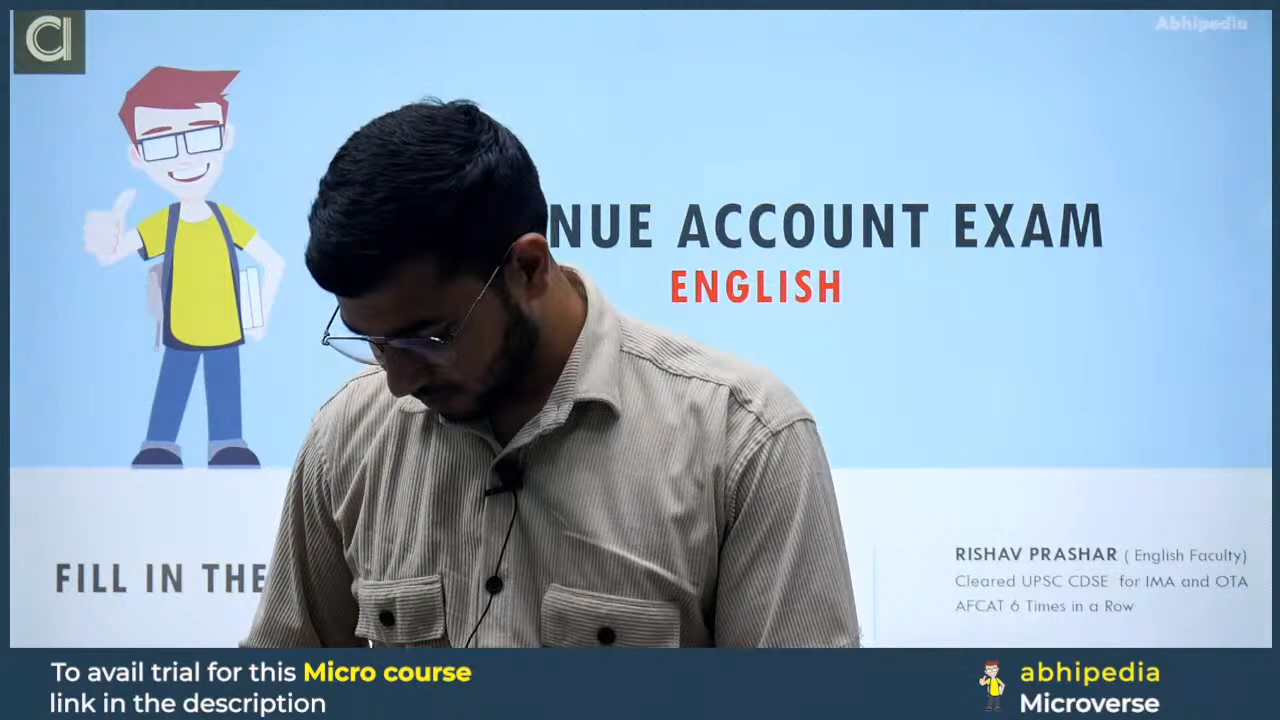 Abhipedia
NUE ACCOUNT EXAM
ENGLISH
FILL IN THE
RISHAV PRASHAR ( English Faculty)
Cleared UPSC CDSE for IMA and OTA
AFCAT 6 Times in a Row
To avail trial for this Micro course
link in the description
abhipedia
Microverse